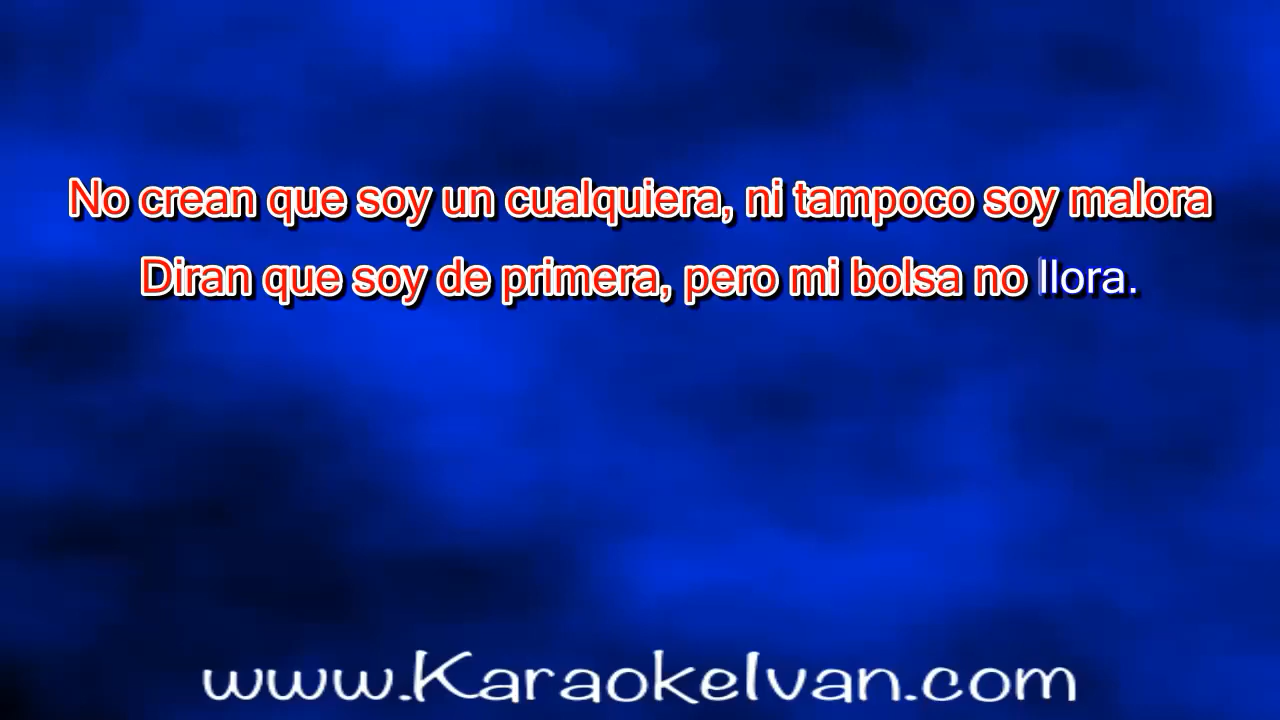 No crean que soy un cualquiera, ni tampoco soy malora
Diran que soy de primera, pero mi bolsa no llora.
www.KaraokeIvan.com